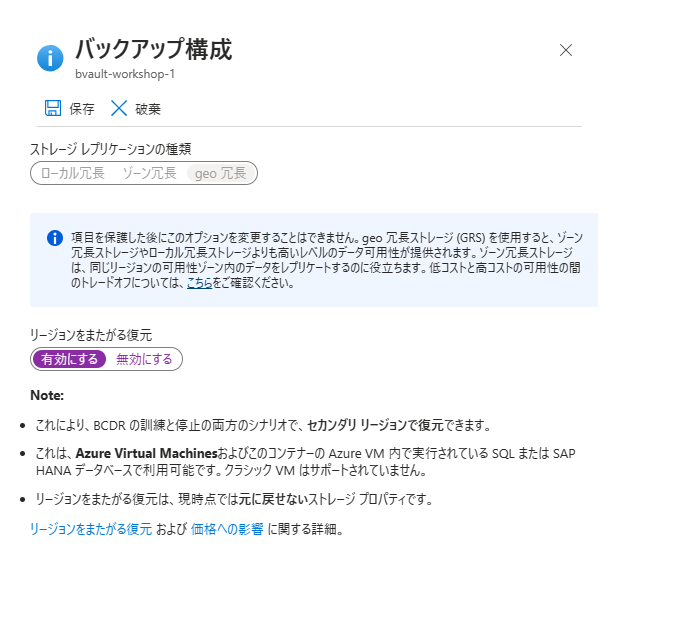 バックアップ構成
bvault-workshop-1
保存 破棄
ストレージ レプリケーションの種類
ローカル冗長 ゾーン冗長 geo 冗長
項目を保護した後にこのオプションを変更することはできません。geo 冗長ストレージ (GRS) を使用すると、ゾーン
冗長ストレージやローカル冗長ストレージよりも高いレベルのデータ可用性が提供されます。ゾーン冗長ストレージ
は、同じリージョンの可用性ゾーン内のデータをレプリケートするのに役立ちます。低コストと高コストの可用性の間
のトレードオフについては、こちらをご確認ください。
リージョンをまたがる復元
有効にする 無効にする
Note:
これにより、BCDR の訓練と停止の両方のシナリオで、セカンダリ リージョンで復元できます。
これは、Azure Virtual Machinesおよびこのコンテナーの Azure VM 内で実行されている SQL または SAP
HANA データベースで利用可能です。クラシック VM はサポートされていません。
リージョンをまたがる復元は、現時点では元に戻せないストレージ プロパティです。
リージョンをまたがる復元 および 価格への影響 に関する詳細。